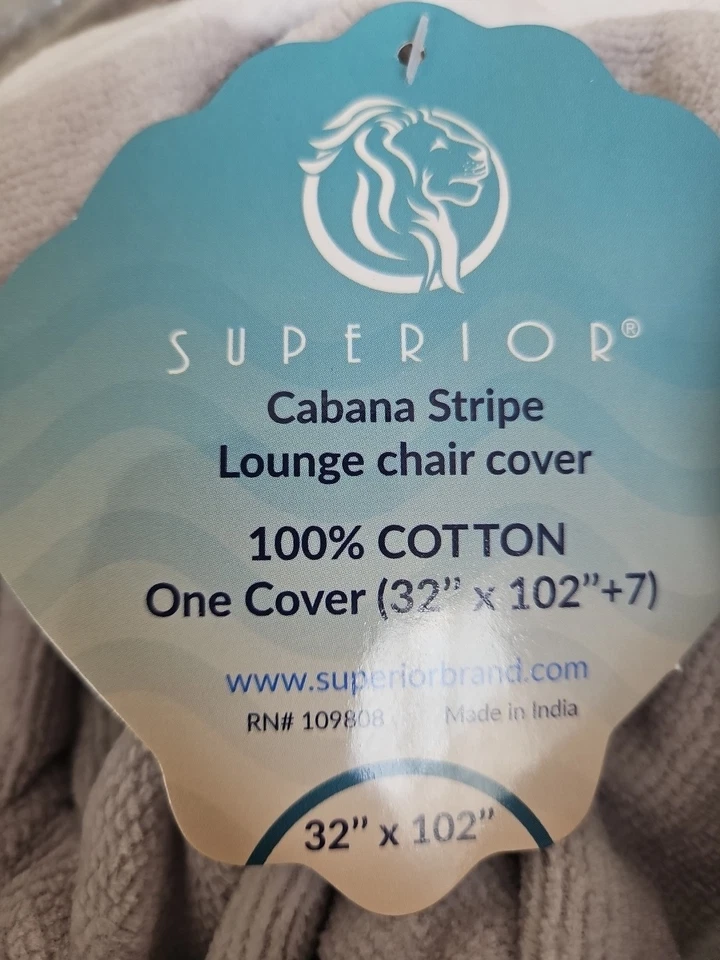 SUPERIOR®
Cabana Stripe
Lounge chair cover
100% COTTON
One Cover (32" x 102"+7)
www.superiorbrand.com
RN# 109808 Made in India
32" x 102"